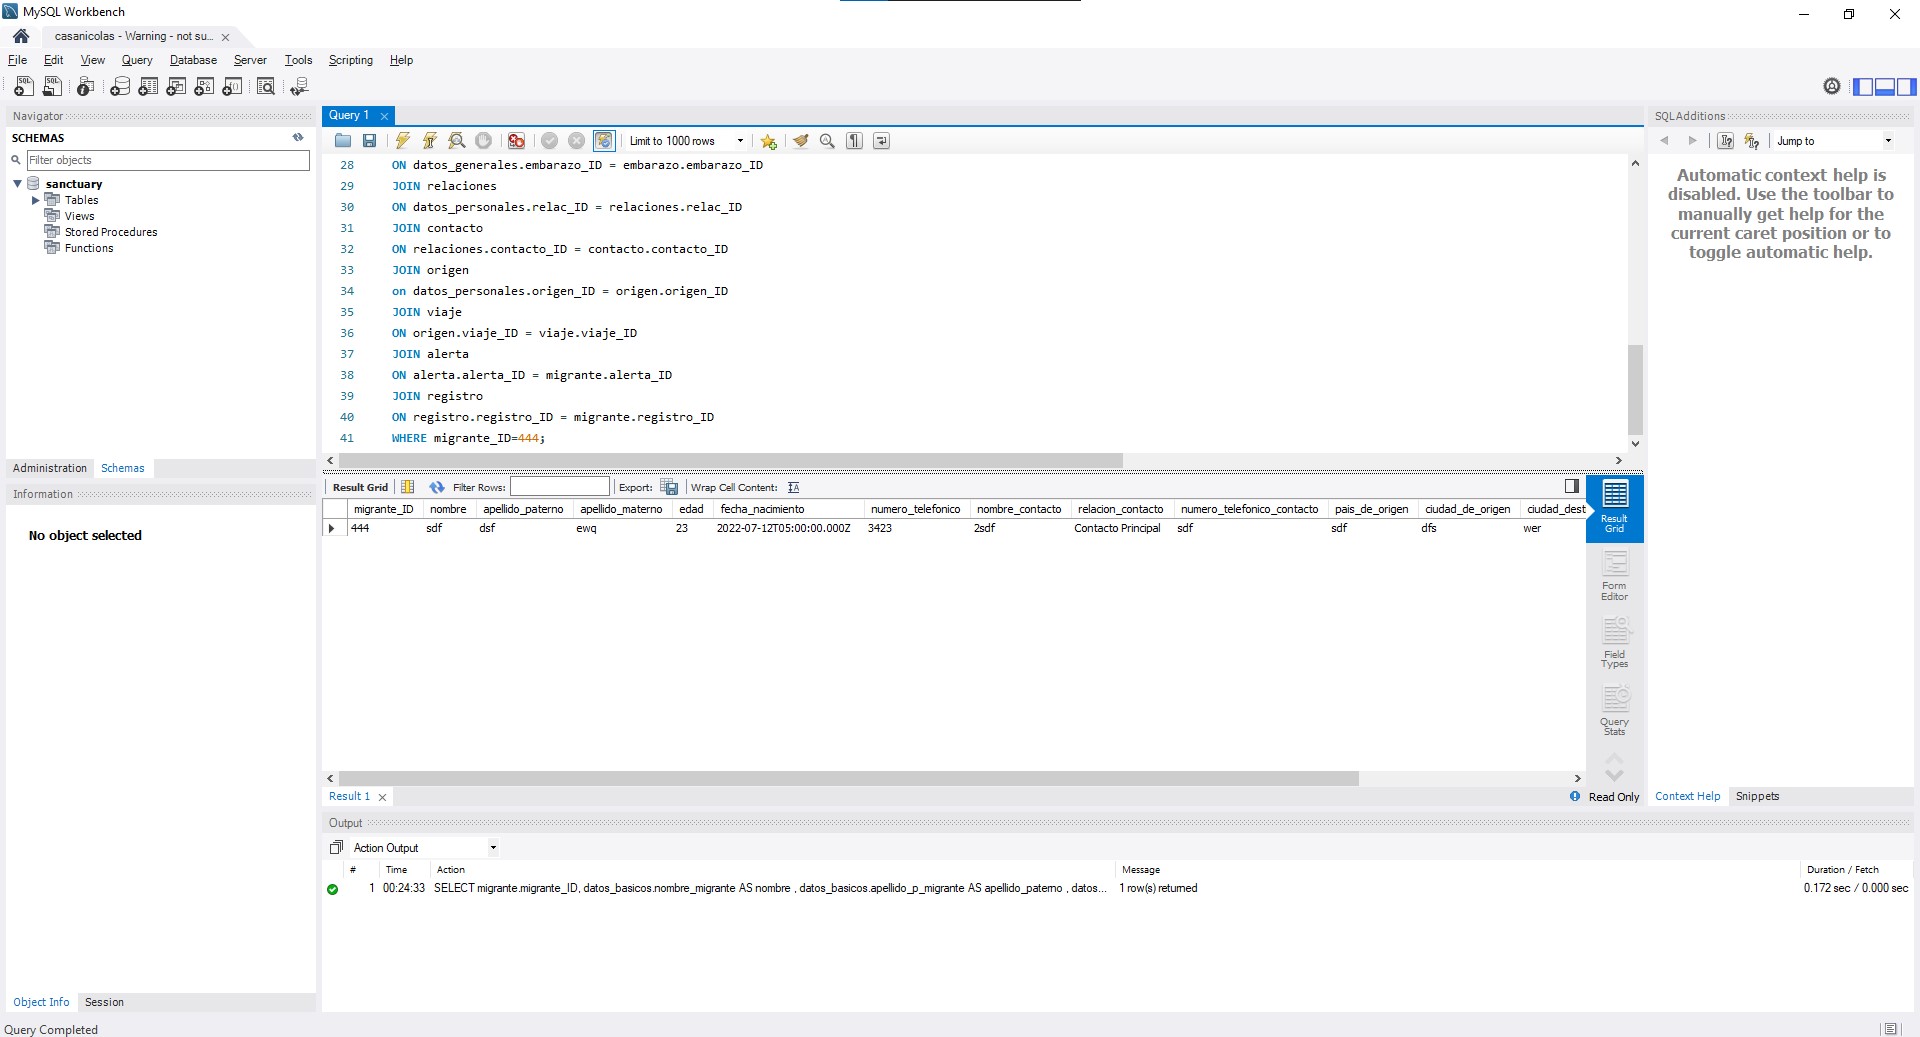 MySQL Workbench
casanicolas - Warning - not su...
File Edit View Query Database Server Tools Scripting Help
Navigator
SCHEMAS
Filter objects
sanctuary
Tables
Views
Stored Procedures
Functions
Administration Schemas
Information
No object selected
Object Info Session
Query Completed
Query 1
Limit to 1000 rows
28 ON datos_generales.embarazo_ID = embarazo.embarazo_ID
29 JOIN relaciones
30 ON datos_personales.relac_ID = relaciones.relac_ID
31 JOIN contacto
32 ON relaciones.contacto_ID = contacto.contacto_ID
33 JOIN origen
34 on datos_personales.origen_ID = origen.origen_ID
35 JOIN viaje
36 ON origen.viaje_ID = viaje.viaje_ID
37 JOIN alerta
38 ON alerta.alerta_ID = migrante.alerta_ID
39 JOIN registro
40 ON registro.registro_ID = migrante.registro_ID
41 WHERE migrante_ID=444;
Result Grid Filter Rows: Export: Wrap Cell Content:
migrante_ID nombre apellido_paterno apellido_materno edad fecha_nacimiento numero_telefonico nombre_contacto relacion_contacto numero_telefonico_contacto pais_de_origen ciudad_de_origen ciudad_dest
444 sdf dsf ewq 23 2022-07-12T05:00:00.000Z 3423 2sdf Contacto Principal sdf sdf dfs wer
Result Grid
Form Editor
Field Types
Query Stats
Result 1
Read Only
Output
Action Output
# Time Action Message Duration / Fetch
1 00:24:33 SELECT migrante.migrante_ID, datos_basicos.nombre_migrante AS nombre , datos_basicos.apellido_p_migrante AS apellido_paterno , datos... 1 row(s) returned 0.172 sec / 0.000 sec
SQLAdditions
Jump to
Automatic context help is
disabled. Use the toolbar to
manually get help for the
current caret position or to
toggle automatic help.
Context Help Snippets